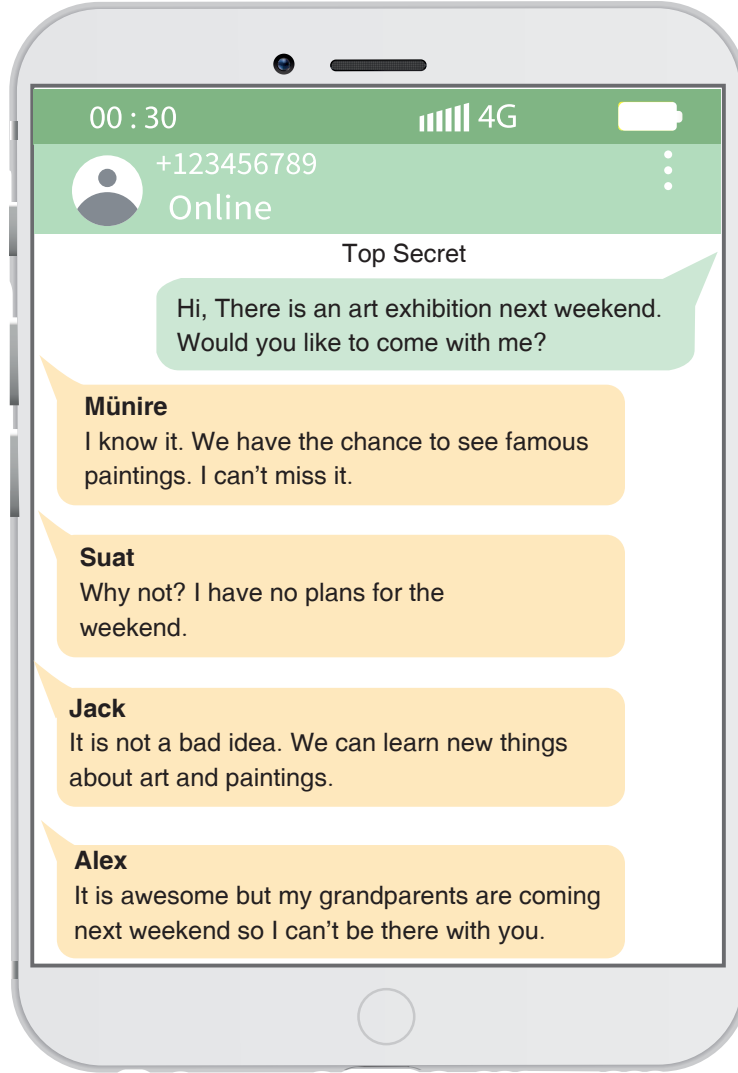 00 : 30
4G
+123456789
Online
Top Secret
Hi, There is an art exhibition next weekend.
Would you like to come with me?
Münire
I know it. We have the chance to see famous
paintings. I can’t miss it.
Suat
Why not? I have no plans for the
weekend.
Jack
It is not a bad idea. We can learn new things
about art and paintings.
Alex
It is awesome but my grandparents are coming
next weekend so I can’t be there with you.